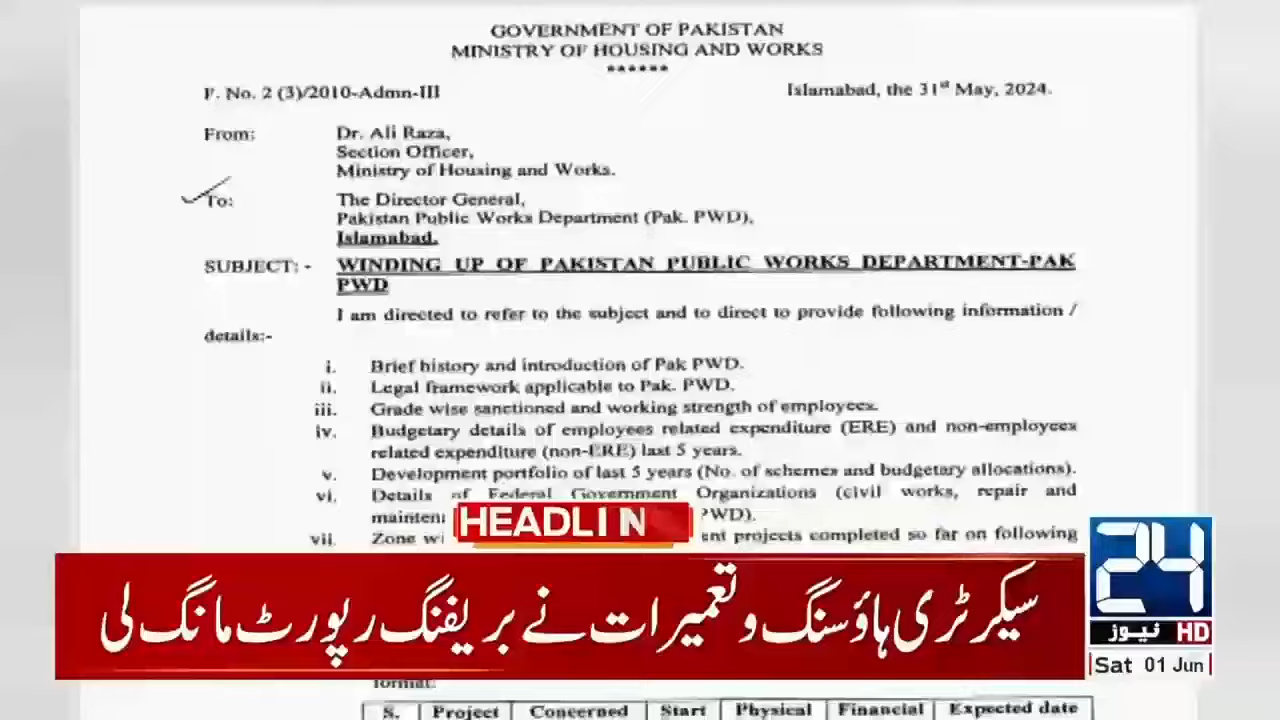 GOVERNMENT OF PAKISTAN
MINISTRY OF HOUSING AND WORKS
******
F. No. 2 (3)/2010-Admn-III
Islamabad, the 31st May, 2024.
From: Dr. Ali Raza,
Section Officer,
Ministry of Housing and Works.
To: The Director General,
Pakistan Public Works Department (Pak. PWD),
Islamabad.
SUBJECT: - WINDING UP OF PAKISTAN PUBLIC WORKS DEPARTMENT-PAK
PWD
I am directed to refer to the subject and to direct to provide following information /
details:-
i. Brief history and introduction of Pak PWD.
ii. Legal framework applicable to Pak. PWD.
iii. Grade wise sanctioned and working strength of employees.
iv. Budgetary details of employees related expenditure (ERE) and non-employees
related expenditure (non-ERE) last 5 years.
v. Development portfolio of last 5 years (No. of schemes and budgetary allocations).
vi. Details of Federal Government Organizations (civil works, repair and
PWD).
vii. Zone projects completed so far on following
HEADLIN
سیکرٹری ہاؤسنگ و تعمیرات نے بریفنگ رپورٹ مانگ لی
24
نیوز HD
Sat 01 Jun
format:
S. Project Concerned Start Physical Financial Expected date